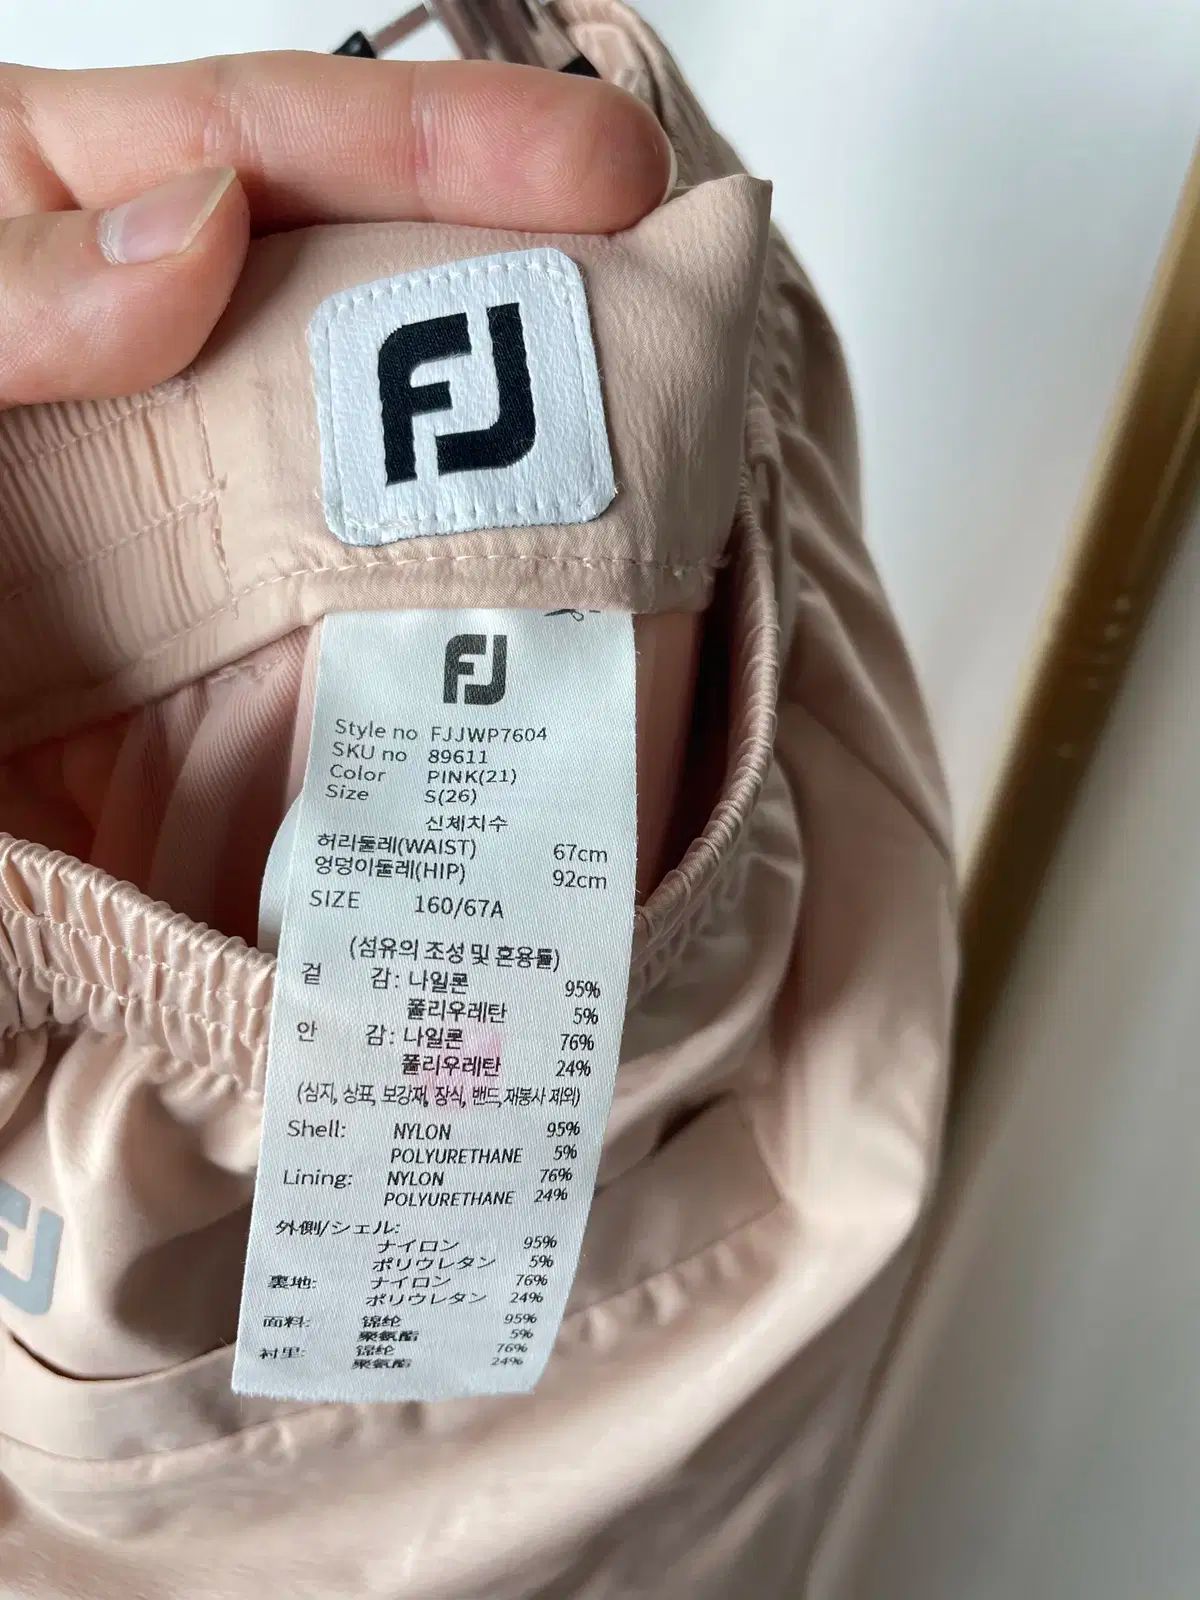 FJ
FJ
Style no FJJWP7604
SKU no 89611
Color PINK(21)
Size S(26)
신체치수
허리둘레(WAIST) 67cm
엉덩이둘레(HIP) 92cm
SIZE 160/67A
(섬유의 조성 및 혼용률)
겉 감: 나일론 95%
폴리우레탄 5%
안 감: 나일론 76%
폴리우레탄 24%
(심지, 상표, 보강재, 장식, 밴드, 재봉사 제외)
Shell: NYLON 95%
POLYURETHANE 5%
Lining: NYLON 76%
POLYURETHANE 24%
外側/シェル:
ナイロン 95%
ポリウレタン 5%
裏地: ナイロン 76%
ポリウレタン 24%
面料: 锦纶 95%
聚氨酯 5%
衬里: 锦纶 76%
聚氨酯 24%
FJ